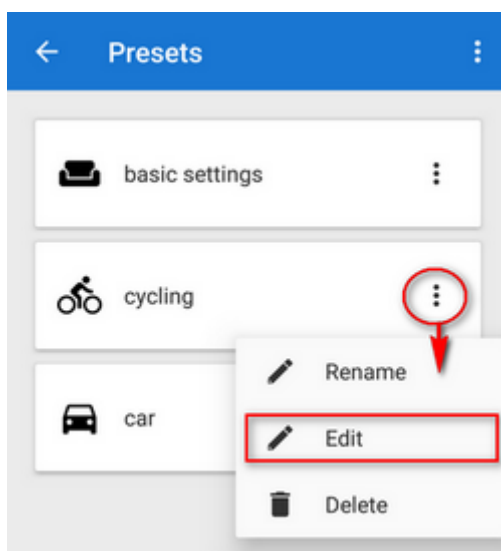 Presets
basic settings
cycling
Rename
car
Edit
Delete